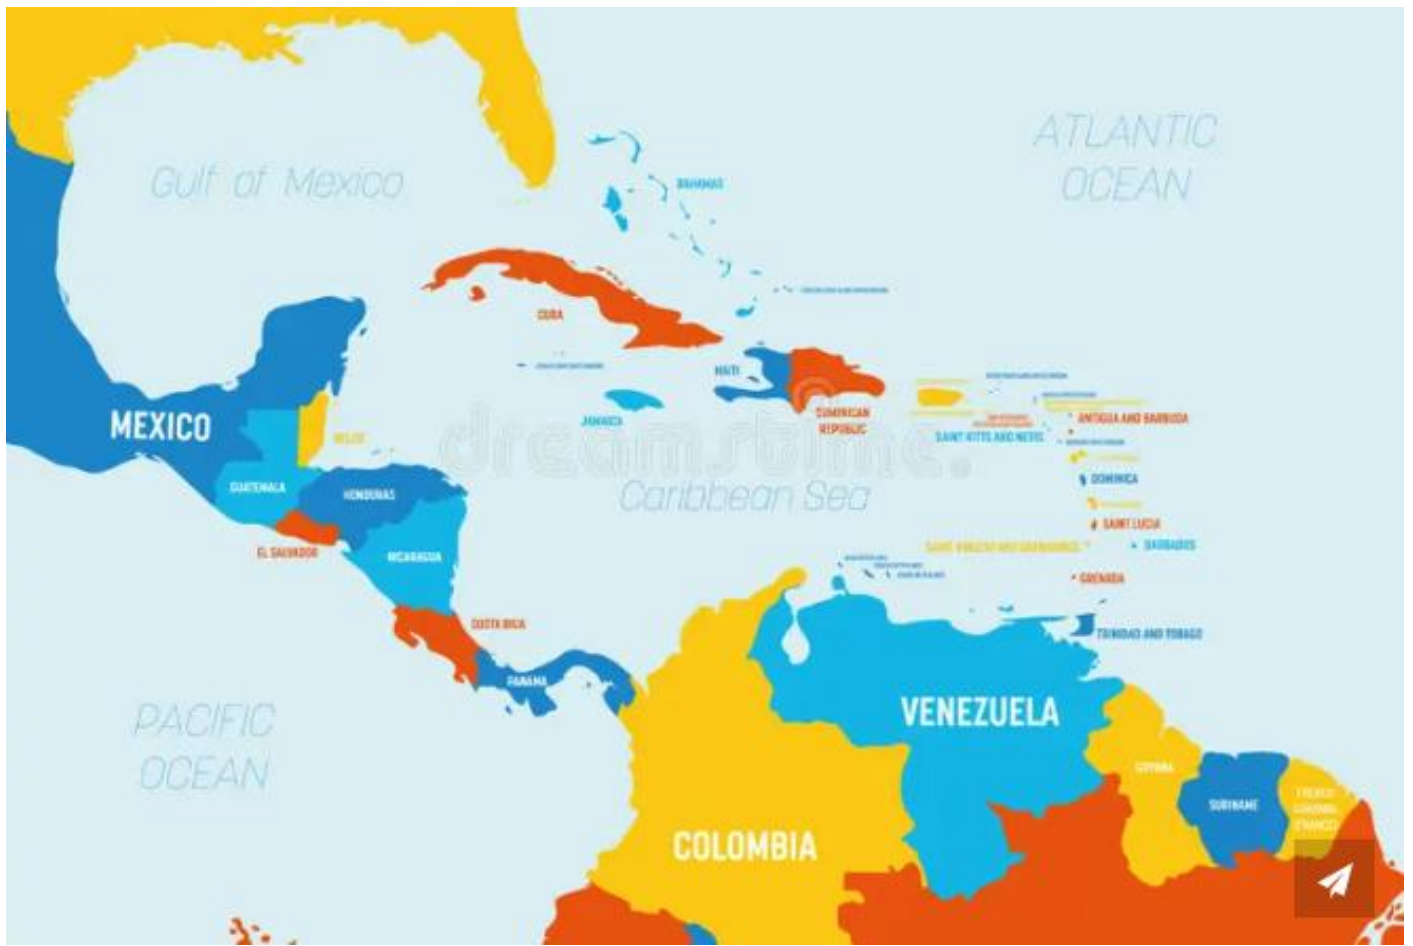 ATLANTIC
OCEAN
Gulf of Mexico
BAHAMAS
CUBA
HAITI
JAMAICA
DOMINICAN
REPUBLIC
MEXICO
BELIZE
ANTIGUA AND BARBUDA
SAINT KITTS AND NEVIS
dreamstime.
GUATEMALA
HONDURAS
Caribbean Sea
DOMINICA
EL SALVADOR
NICARAGUA
SAINT LUCIA
SAINT VINCENT AND GRENADINES
BARBADOS
GRENADA
COSTA RICA
TRINIDAD AND TOBAGO
PANAMA
PACIFIC
OCEAN
VENEZUELA
GUYANA
SURINAME
FRENCH
GUIANA
(FRANCE)
COLOMBIA